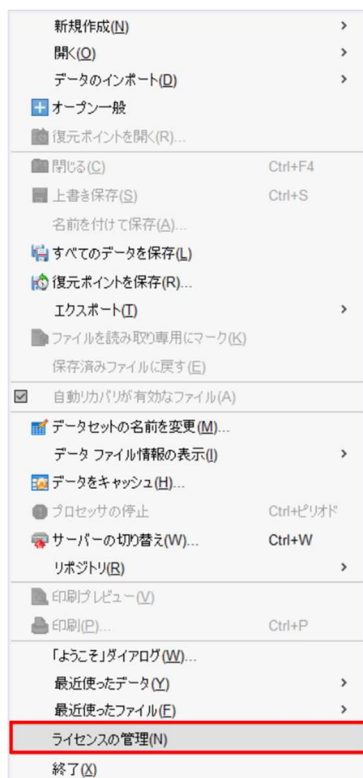 新規作成(N)
開く(O)
データのインポート(D)
オープン一般
復元ポイントを開く(R)...
閉じる(C) Ctrl+F4
上書き保存(S) Ctrl+S
名前を付けて保存(A)...
すべてのデータを保存(L)
復元ポイントを保存(R)...
エクスポート(T)
ファイルを読み取り専用にマーク(K)
保存済みファイルに戻す(E)
自動リカバリが有効なファイル(A)
データセットの名前を変更(M)...
データ ファイル情報の表示(I)
データをキャッシュ(H)...
プロセッサの停止 Ctrl+ピリオド
サーバーの切り替え(W)... Ctrl+W
リポジトリ(R)
印刷プレビュー(V)
印刷(P)... Ctrl+P
「ようこそ」ダイアログ(W)...
最近使ったデータ(Y)
最近使ったファイル(F)
ライセンスの管理(N)
終了(X)